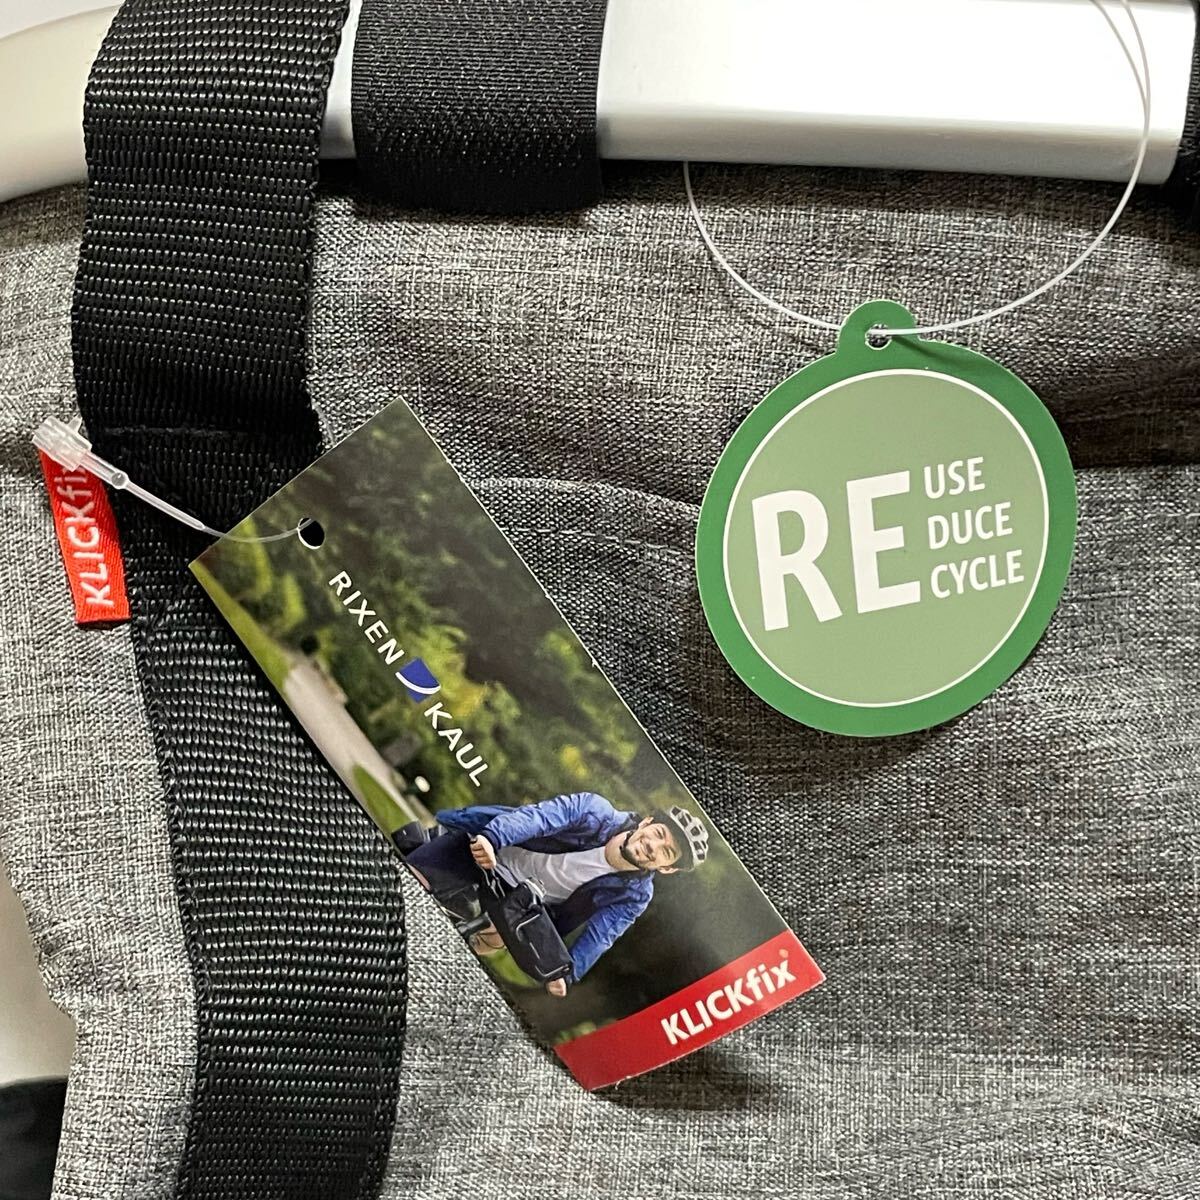 KLICKfix
RIXEN KAUL
KLICKfix®
RE
USE
DUCE
CYCLE